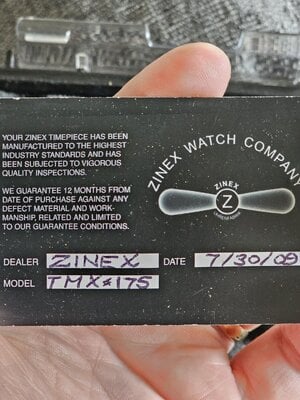 YOUR ZINEX TIMEPIECE HAS BEEN
MANUFACTURED TO THE HIGHEST
INDUSTRY STANDARDS AND HAS
BEEN SUBJECTED TO VIGOROUS
QUALITY INSPECTIONS.
WE GUARANTEE 12 MONTHS FROM
DATE OF PURCHASE AGAINST ANY
DEFECT MATERIAL AND WORK-
MANSHIP, RELATED AND LIMITED
TO OUR GUARANTEE CONDITIONS.
ZINEX WATCH COMPANY
ZINEX
Z
DEALER ZINEX DATE 7/30/09
MODEL TMX#175